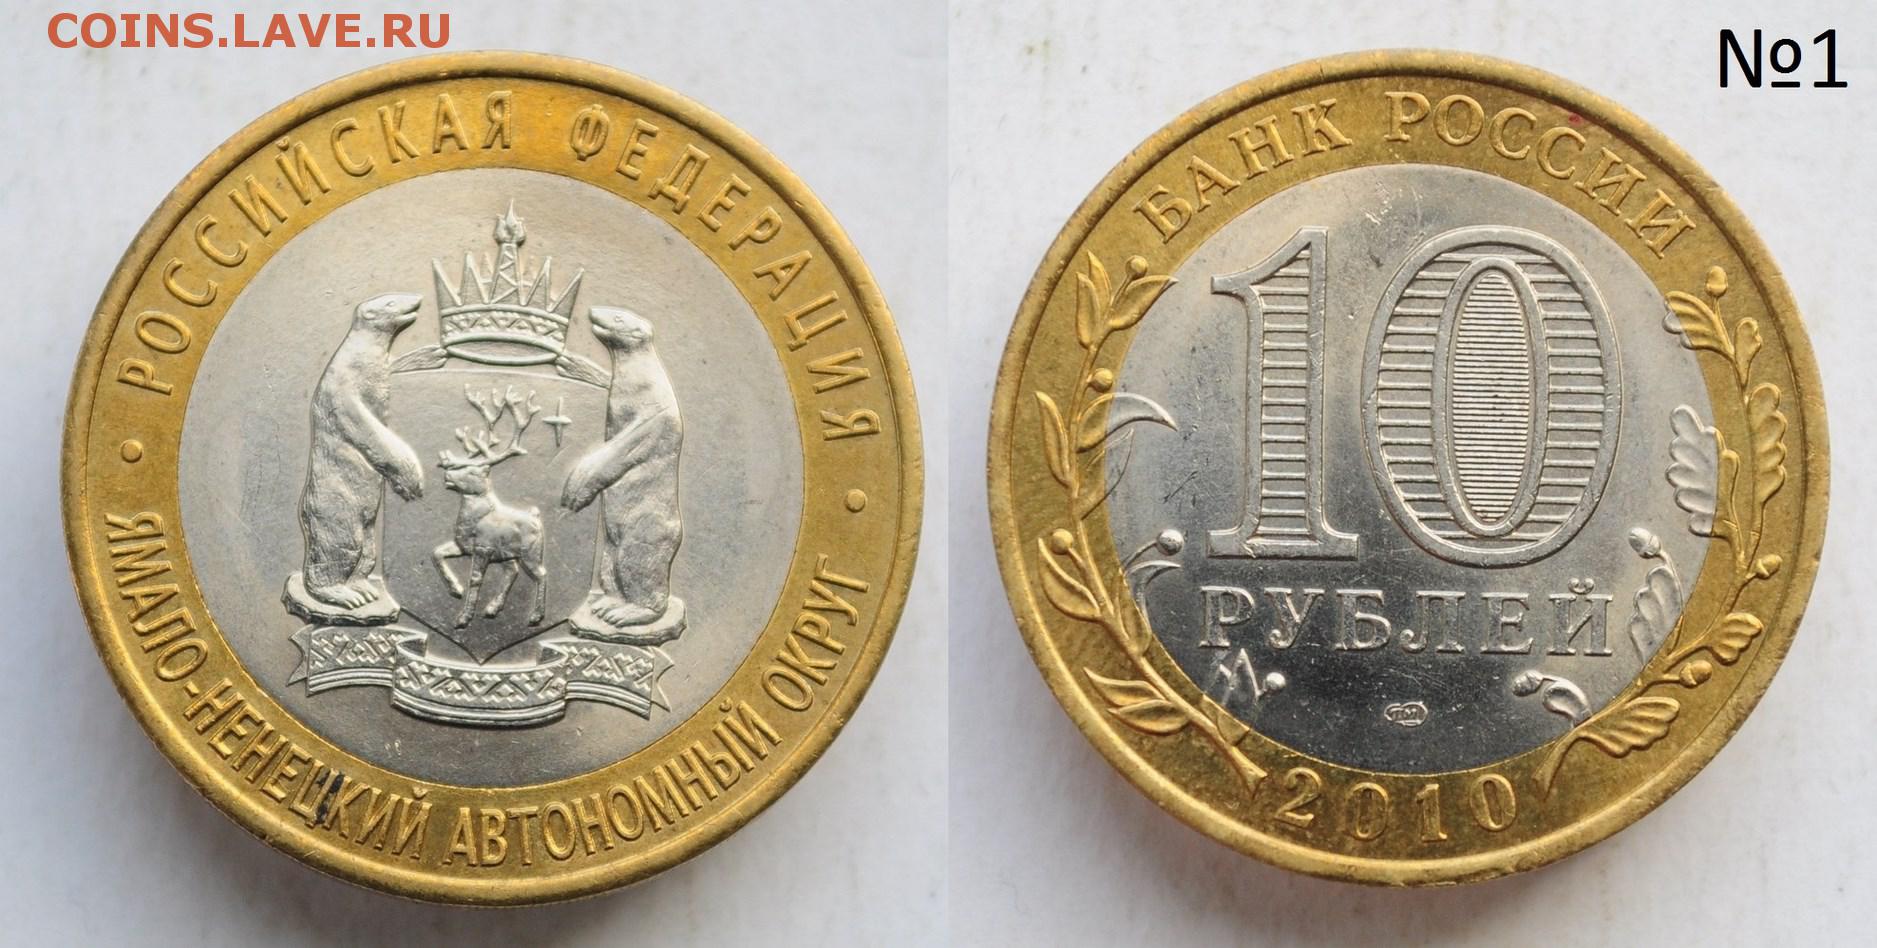 COINS.LAVE.RU
№1
РОССИЙСКАЯ ФЕДЕРАЦИЯ
ЯМАЛО-НЕНЕЦКИЙ АВТОНОМНЫЙ ОКРУГ
БАНК РОССИИ
10
РУБЛЕЙ
2010